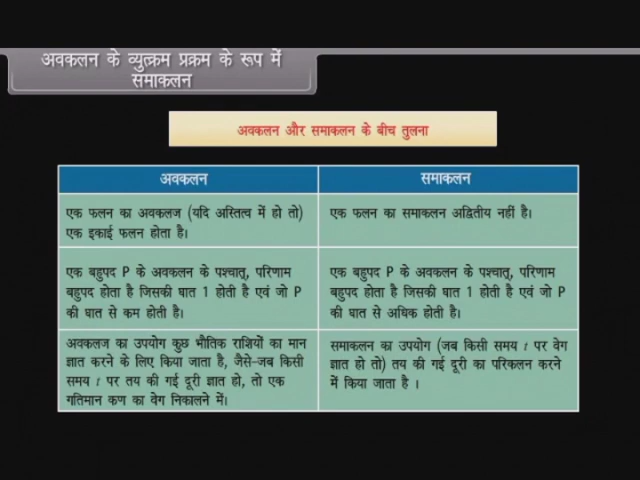 अवकलन के व्युत्क्रम प्रक्रम के रूप में
समाकलन
अवकलन और समाकलन के बीच तुलना
अवकलन
समाकलन
एक फलन का अवकलज (यदि अस्तित्व में हो तो)
एक इकाई फलन होता है।
एक फलन का समाकलन अद्वितीय नहीं है।
एक बहुपद P के अवकलन के पश्चात्, परिणाम
बहुपद होता है जिसकी घात 1 होती है एवं जो P
की घात से कम होती है।
एक बहुपद P के अवकलन के पश्चात्, परिणाम
बहुपद होता है जिसकी घात 1 होती है एवं जो P
की घात से अधिक होती है।
अवकलज का उपयोग कुछ भौतिक राशियों का मान
ज्ञात करने के लिए किया जाता है, जैसे-जब किसी
समय t पर तय की गई दूरी ज्ञात हो, तो एक
गतिमान कण का वेग निकालने में।
समाकलन का उपयोग (जब किसी समय t पर वेग
ज्ञात हो तो) तय की गई दूरी का परिकलन करने
में किया जाता है ।